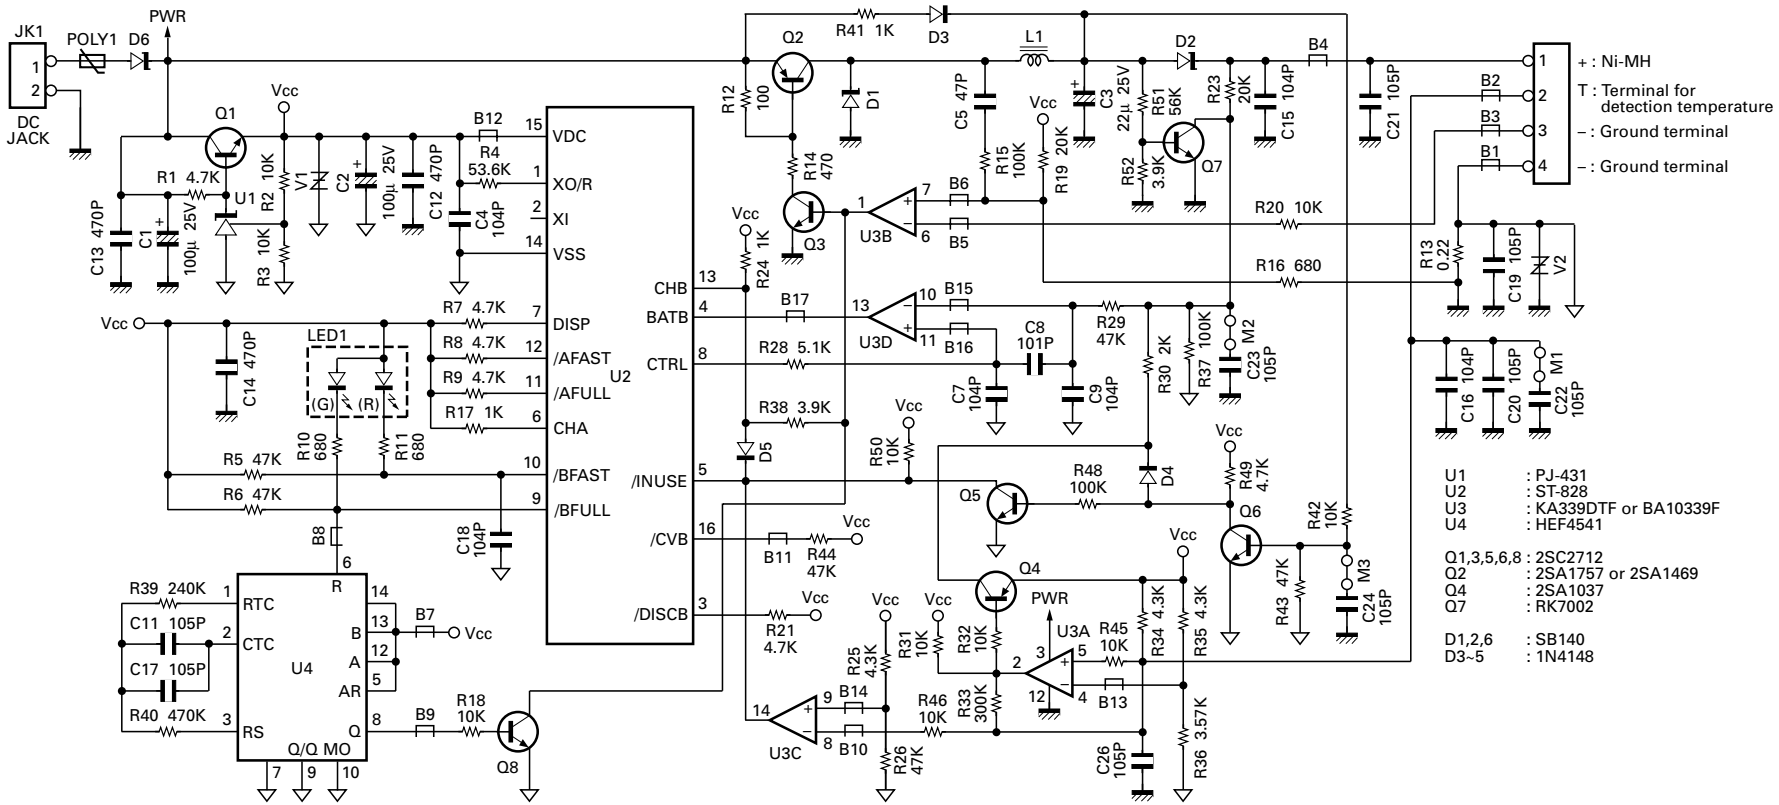 PWR
JK1
POLY1
D6
1
2
DC
JACK
R41 1K
D3
Q2
L1
D2
B4
1
+ : Ni-MH
B2
2
T : Terminal for
detection temperature
B3
3
– : Ground terminal
B1
4
– : Ground terminal
R12
100
D1
C5 47P
Vcc
C3
22µ 25V
R51
56K
R23
20K
C15 104P
C21 105P
Q1
Vcc
B12
15
VDC
R4
53.6K
1
XO/R
2
XI
14
VSS
R1 4.7K
U1
R2 10K
V1
C2
100µ 25V
C12 470P
C4
104P
C13 470P
C1
100µ 25V
R3 10K
R14
470
Q3
R15
100K
R19 20K
R52
3.9K
Q7
Vcc
R24 1K
1
7
B6
+
–
6
B5
U3B
R20 10K
R16 680
R13
0.22
C19 105P
V2
CHB
13
BATB
4
B17
13
10
B15
–
+
11
B16
U3D
CTRL
8
R28 5.1K
C8
101P
R29
47K
C7
104P
C9
104P
R30 2K
R37 100K
M2
C23
105P
Vcc
R7 4.7K
7
DISP
R8 4.7K
12
/AFAST
R9 4.7K
11
/AFULL
R17 1K
6
CHA
U2
C14 470P
LED1
(G)
(R)
R10
680
R11
680
R5 47K
10
/BFAST
R6 47K
9
/BFULL
C18
104P
B8
R38 3.9K
D5
Vcc
R50
10K
/INUSE
5
Q5
R48
100K
D4
Vcc
R49
4.7K
Q6
R42
10K
R43 47K
M3
C24
105P
C16 104P
C20 105P
M1
C22
105P
/CVB
16
B11
R44
47K
Vcc
/DISCB
3
R21
4.7K
Vcc
6
R
R39 240K
1
RTC
C11 105P
2
CTC
C17 105P
R40 470K
3
RS
U4
14
13
B
12
A
5
AR
8
Q
Q/Q MO
7
9
10
B7
Vcc
B9
R18
10K
Q8
Vcc
R25
4.3K
Vcc
R31
10K
R32
10K
Q4
PWR
U3A
3
2
12
5
+
–
4
R45
10K
B13
Vcc
R34 4.3K
R35 4.3K
R33
300K
14
9
B14
+
–
8
B10
U3C
R46
10K
R26
47K
C26
105P
R36 3.57K
U1 : PJ-431
U2 : ST-828
U3 : KA339DTF or BA10339F
U4 : HEF4541
Q1,3,5,6,8 : 2SC2712
Q2 : 2SA1757 or 2SA1469
Q4 : 2SA1037
Q7 : RK7002
D1,2,6 : SB140
D3~5 : 1N4148